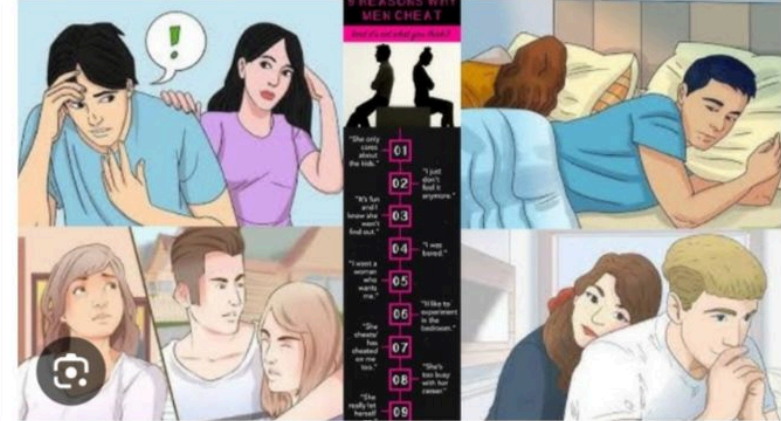 9 REASONS WHY
MEN CHEAT
(and it's not what you think!)
!
"She only
cares
about
the kids."
01
02
"I just
don't
feel it
anymore."
"It's fun
and I
know she
won't
find out."
03
04
"I was
bored."
"I want a
woman
who
wants
me."
05
06
"I'd like to
experiment
in the
bedroom."
"She
cheats/
has
cheated
on me
too."
07
08
"She's
too busy
with her
career."
"She
really let
herself
09